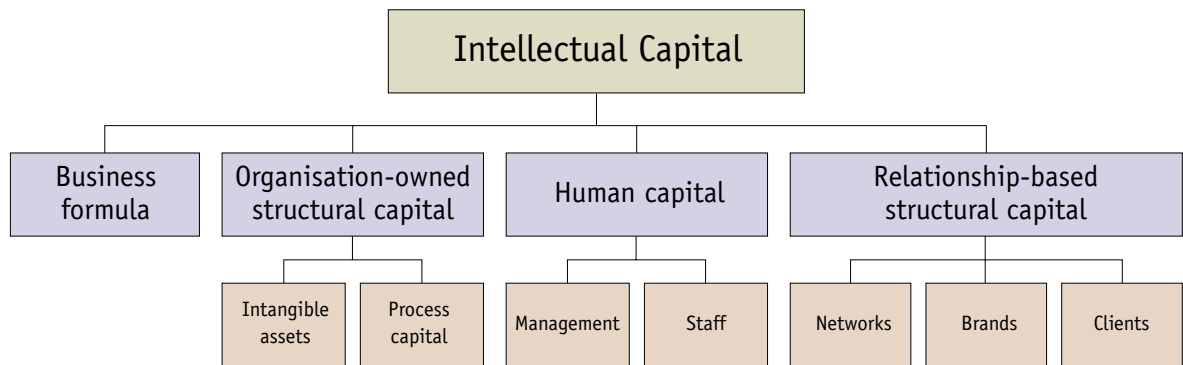 Intellectual Capital
Business
formula
Organisation-owned
structural capital
Human capital
Relationship-based
structural capital
Intangible
assets
Process
capital
Management
Staff
Networks
Brands
Clients